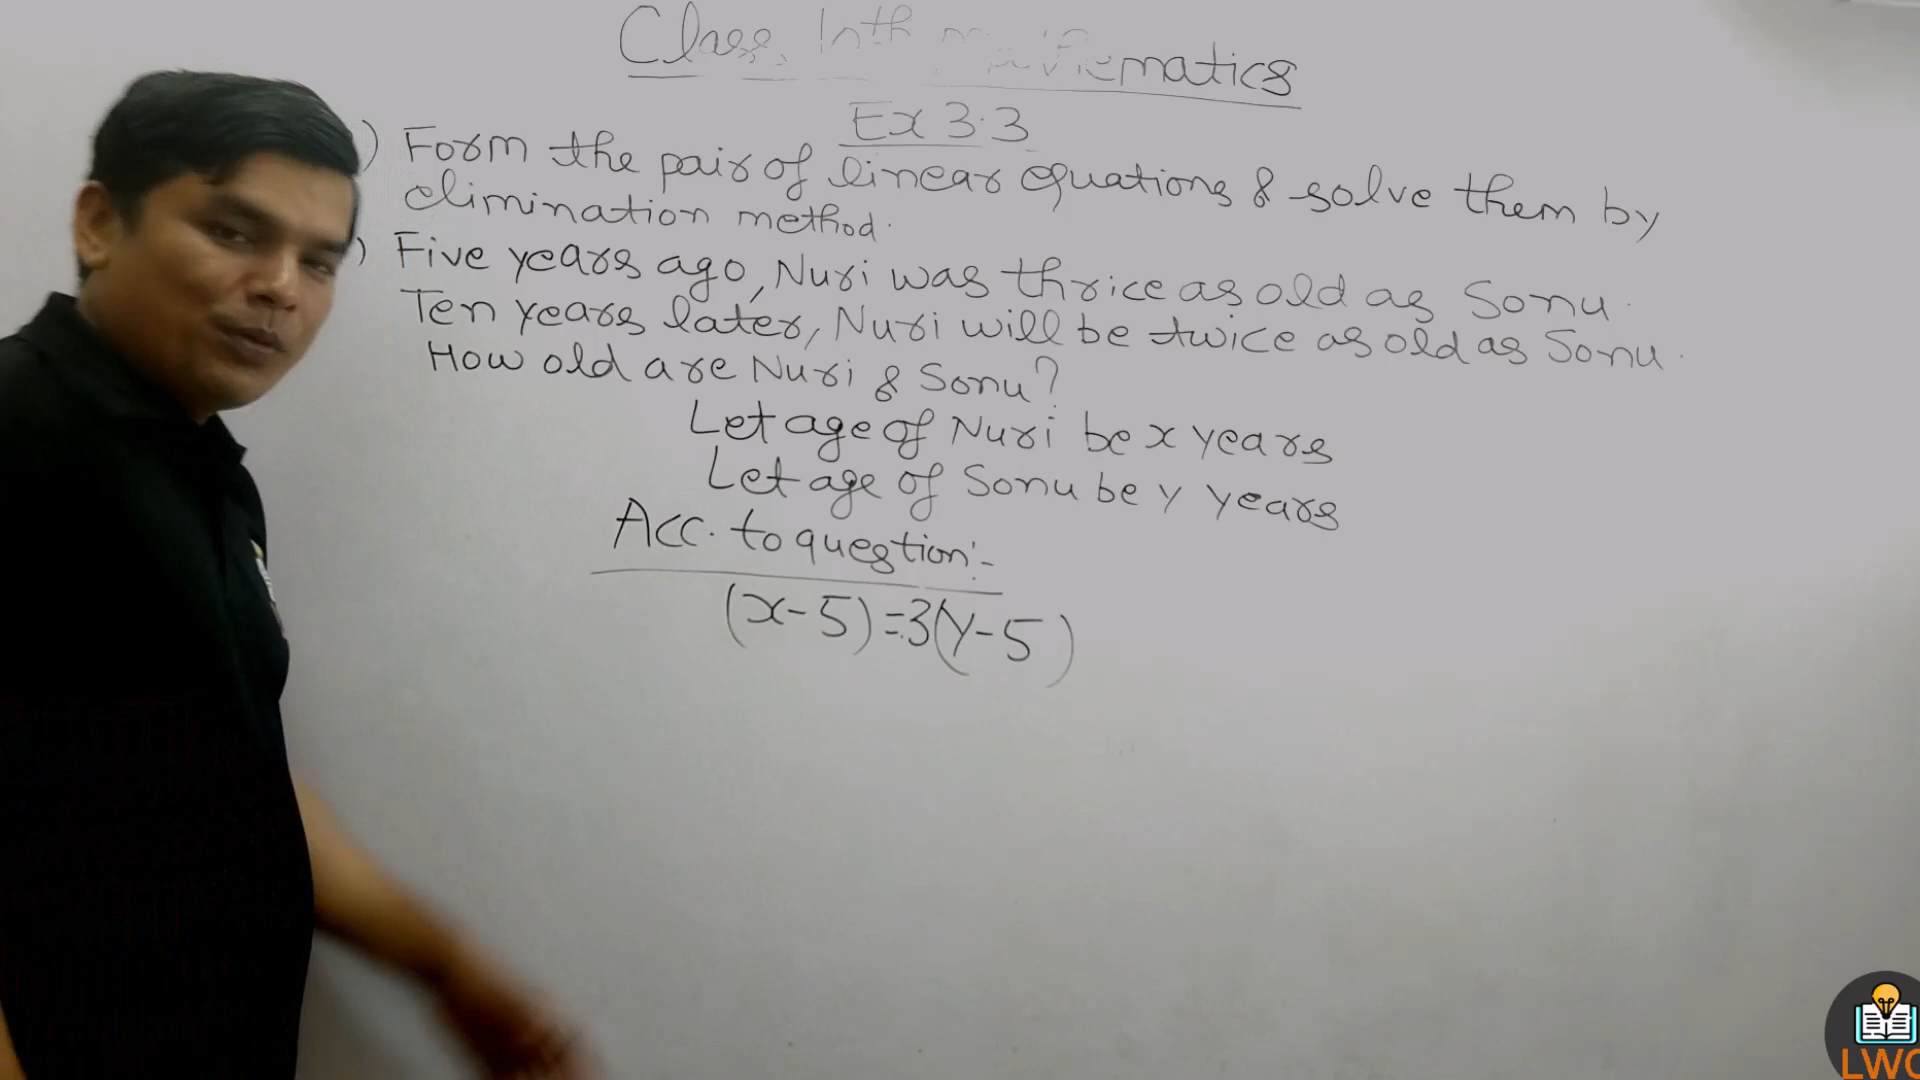 Class 10th mathematics
Ex 3.3
) Form the pair of linear equations & solve them by
elimination method.
) Five years ago, Nuri was thrice as old as Sonu.
Ten years later, Nuri will be twice as old as Sonu.
How old are Nuri & Sonu?
Let age of Nuri be x years
Let age of Sonu be y years
Acc. to question:-
(x-5)=3(y-5)
LWC